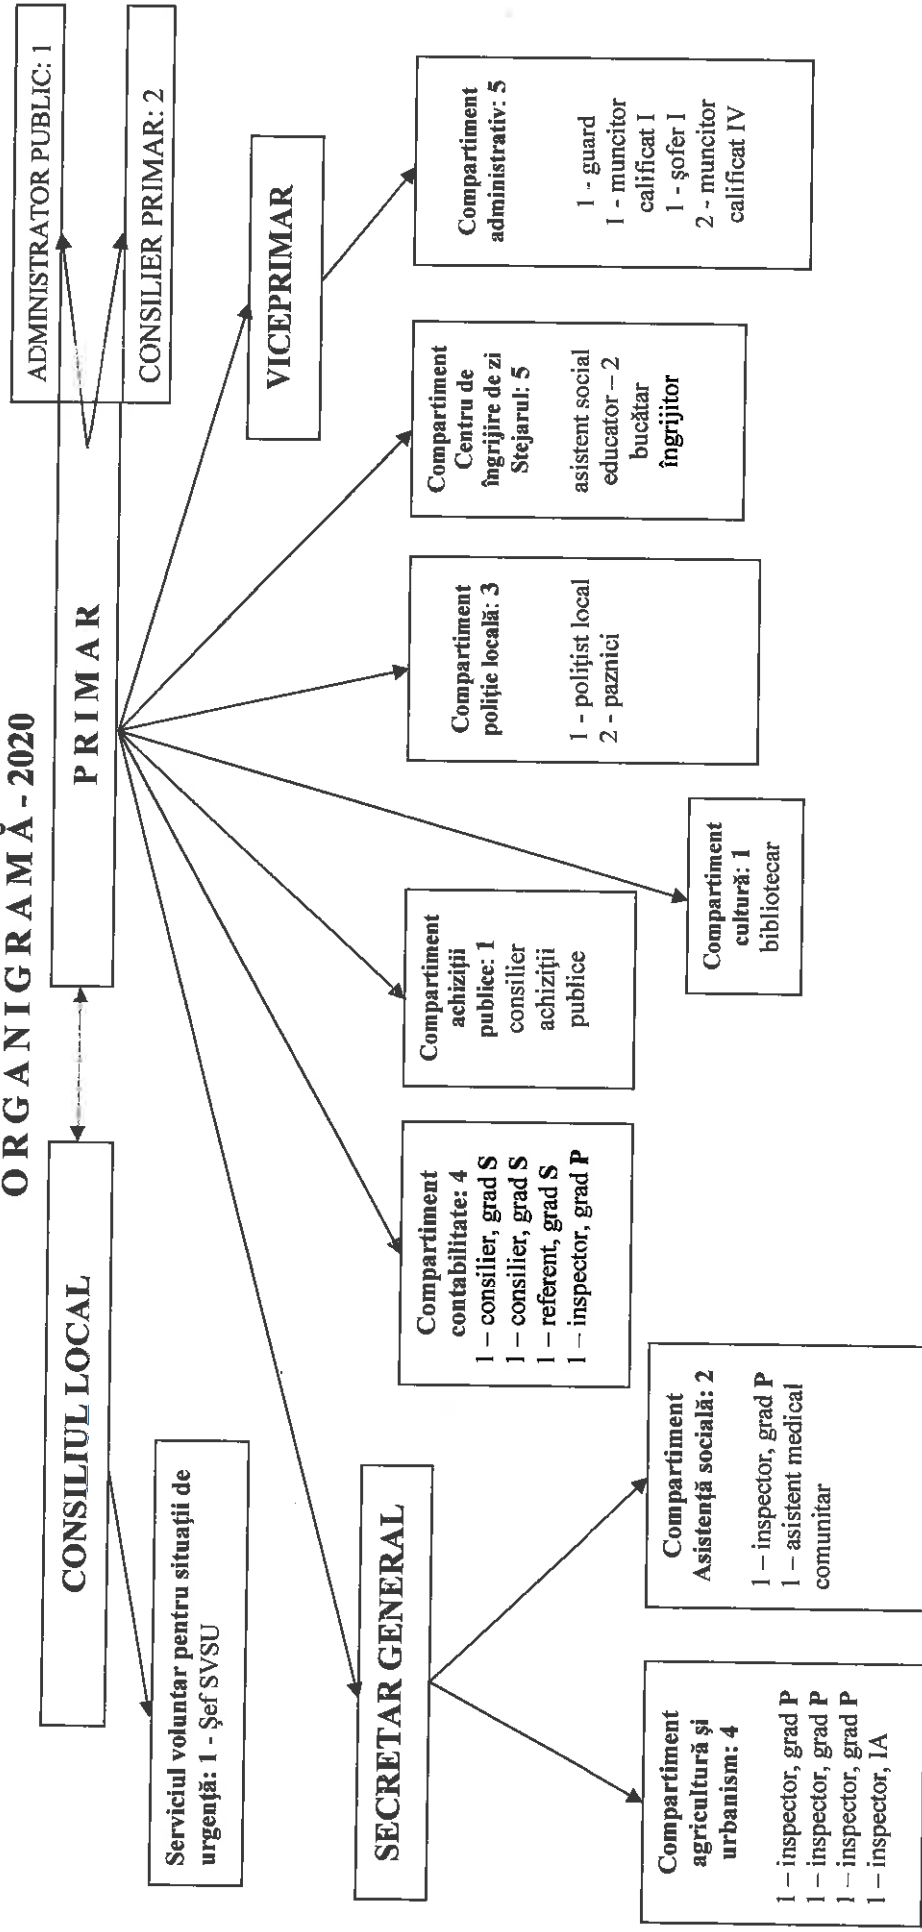 ORGANIGRAMĂ - 2020
CONSILIUL LOCAL
PRIMAR
ADMINISTRATOR PUBLIC: 1
CONSILIER PRIMAR: 2
Serviciul voluntar pentru situații de
urgență: 1 - Șef SVSU
SECRETAR GENERAL
VICEPRIMAR
Compartiment
contabilitate: 4
1 – consilier, grad S
1 – consilier, grad S
1 – referent, grad S
1 – inspector, grad P
Compartiment
achiziții
publice: 1
consilier
achiziții
publice
Compartiment
poliție locală: 3
1 - polițist local
2 - paznici
Compartiment
Centru de
îngrijire de zi
Stejarul: 5
asistent social
educator – 2
bucătar
îngrijitor
Compartiment
administrativ: 5
1 - guard
1 - muncitor
calificat I
1 - șofer I
2 - muncitor
calificat IV
Compartiment
agricultură și
urbanism: 4
1 – inspector, grad P
1 – inspector, grad P
1 – inspector, grad P
1 – inspector, IA
Compartiment
Asistență socială: 2
1 – inspector, grad P
1 – asistent medical
comunitar
Compartiment
cultură: 1
bibliotecar